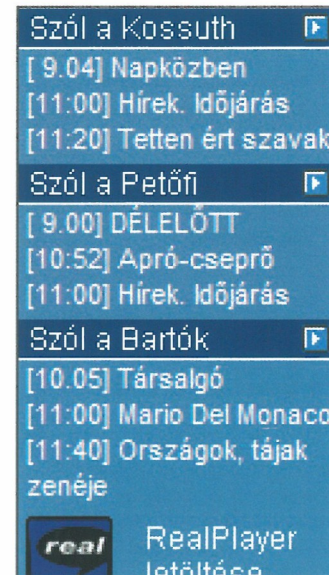 Szól a Kossuth
[ 9.04] Napközben
[11:00] Hírek. Időjárás
[11:20] Tetten ért szavak
Szól a Petőfi
[ 9.00] DÉLELŐTT
[10:52] Apró-cseprő
[11:00] Hírek. Időjárás
Szól a Bartók
[10.05] Társalgó
[11:00] Mario Del Monaco
[11:40] Országok, tájak
zenéje
real
RealPlayer
letöltése